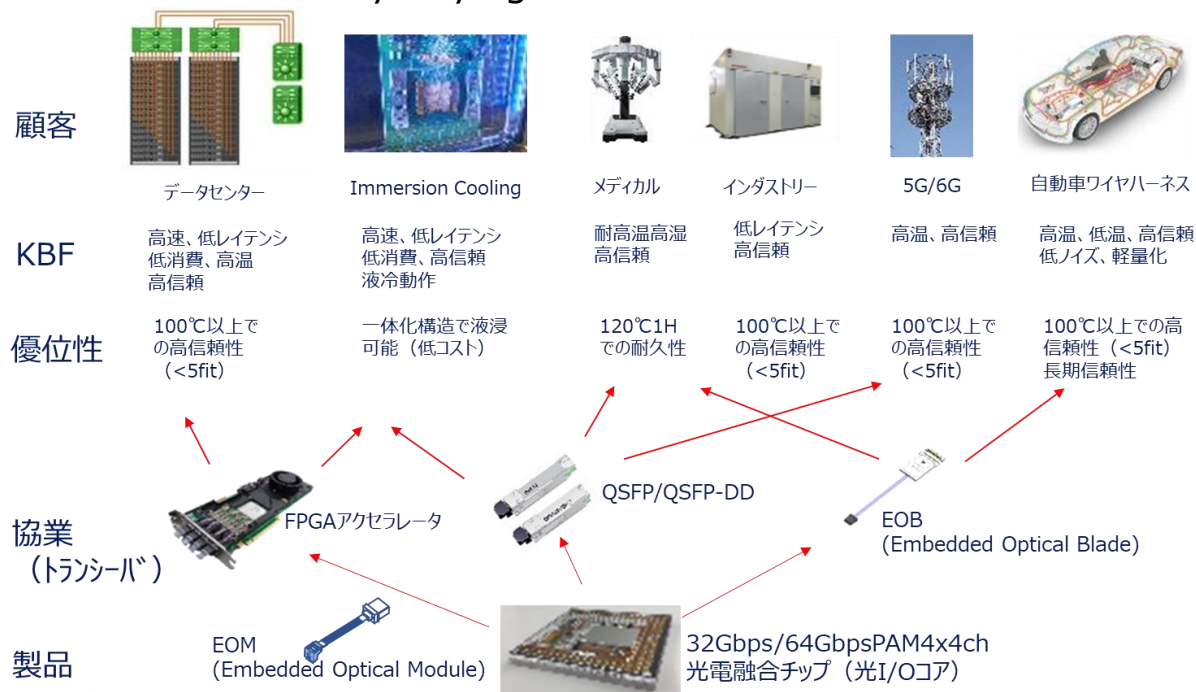 顧客
データセンター
Immersion Cooling
メディカル
インダストリー
5G/6G
自動車ワイヤハーネス
KBF
高速、低レイテンシ
低消費、高温
高信頼
高速、低レイテンシ
低消費、高信頼
液冷動作
耐高温高湿
高信頼
低レイテンシ
高信頼
高温、高信頼
高温、低温、高信頼
低ノイズ、軽量化
優位性
100℃以上で
の高信頼性
(<5fit)
一体化構造で液浸
可能(低コスト)
120℃1H
での耐久性
100℃以上で
の高信頼性
(<5fit)
100℃以上で
の高信頼性
(<5fit)
100℃以上での高
信頼性(<5fit)
長期信頼性
協業
(トランシーバ)
FPGAアクセラレータ
QSFP/QSFP-DD
EOB
(Embedded Optical Blade)
製品
EOM
(Embedded Optical Module)
32Gbps/64GbpsPAM4x4ch
光電融合チップ(光I/Oコア)